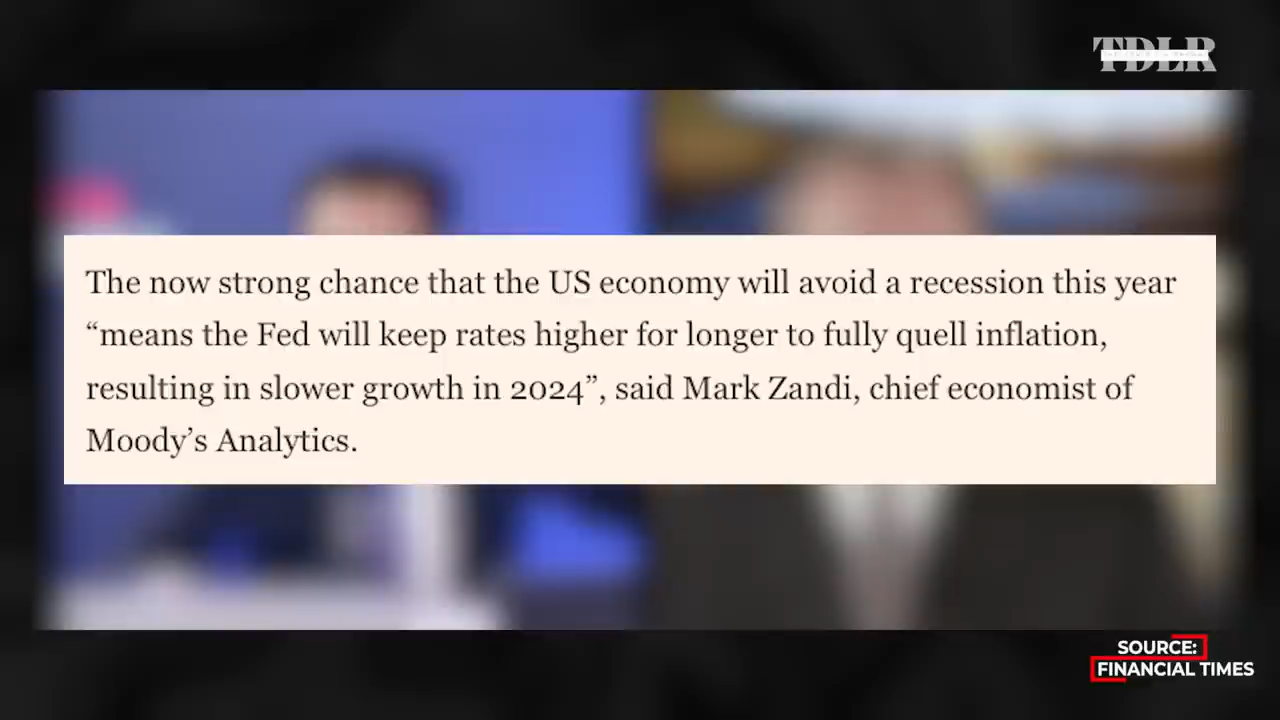 TDLR
The now strong chance that the US economy will avoid a recession this year
“means the Fed will keep rates higher for longer to fully quell inflation,
resulting in slower growth in 2024”, said Mark Zandi, chief economist of
Moody’s Analytics.
SOURCE:
FINANCIAL TIMES